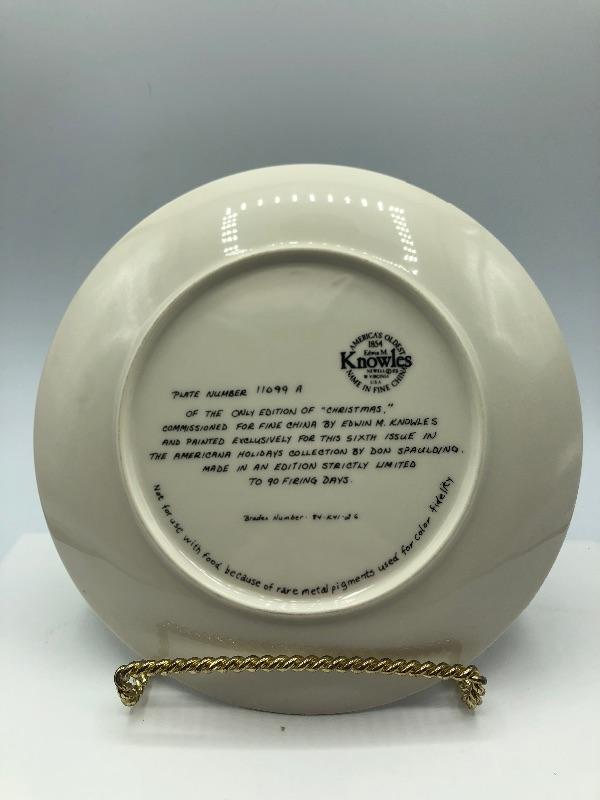 AMERICA'S OLDEST
1854
Edwin M.
Knowles
NEWELL
W VIRGINIA
U.S.A.
NAME IN FINE CHINA
PLATE NUMBER 11099 A
OF THE ONLY EDITION OF "CHRISTMAS,"
COMMISSIONED FOR FINE CHINA BY EDWIN M. KNOWLES
AND PAINTED EXCLUSIVELY FOR THIS SIXTH ISSUE IN
THE AMERICANA HOLIDAYS COLLECTION BY DON SPAULDING.
MADE IN AN EDITION STRICTLY LIMITED
TO 90 FIRING DAYS.
Bradex Number: 84-K41-2.6
Not for use with food because of rare metal pigments used for color fidelity